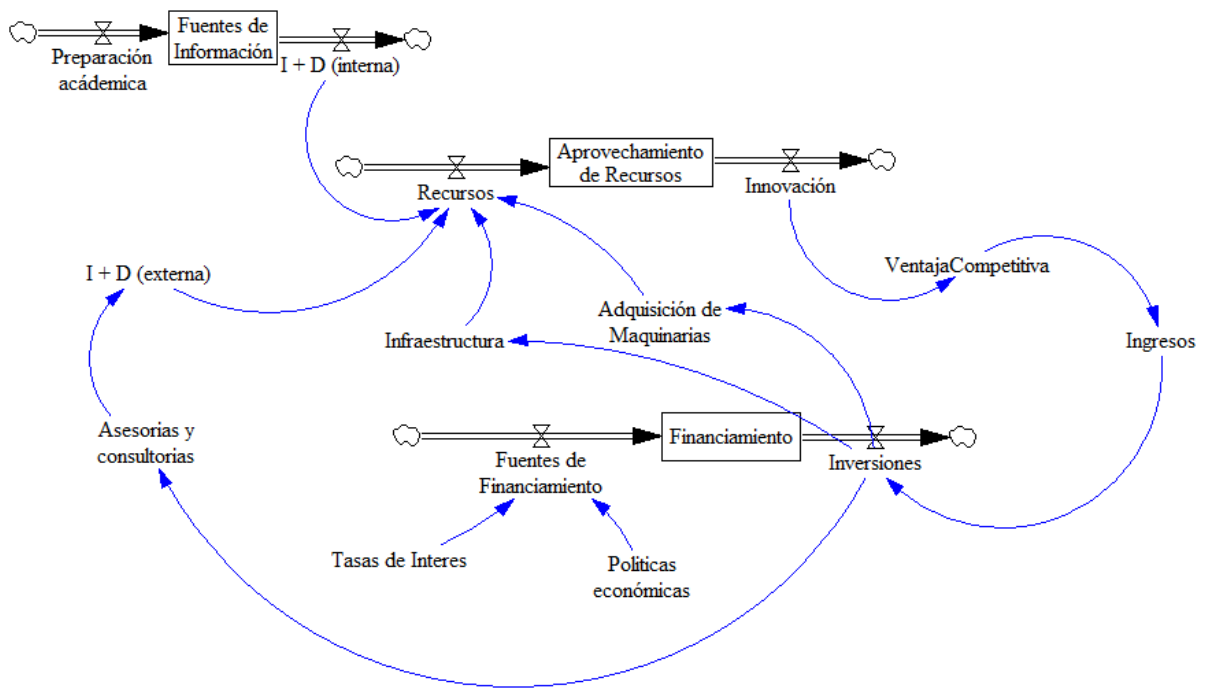 Fuentes de
Información
Preparación
acádemica
I + D (interna)
Aprovechamiento
de Recursos
Recursos
Innovación
I + D (externa)
VentajaCompetitiva
Adquisición de
Maquinarias
Infraestructura
Ingresos
Asesorias y
consultorias
Financiamiento
Fuentes de
Financiamiento
Inversiones
Tasas de Interes
Politicas
económicas